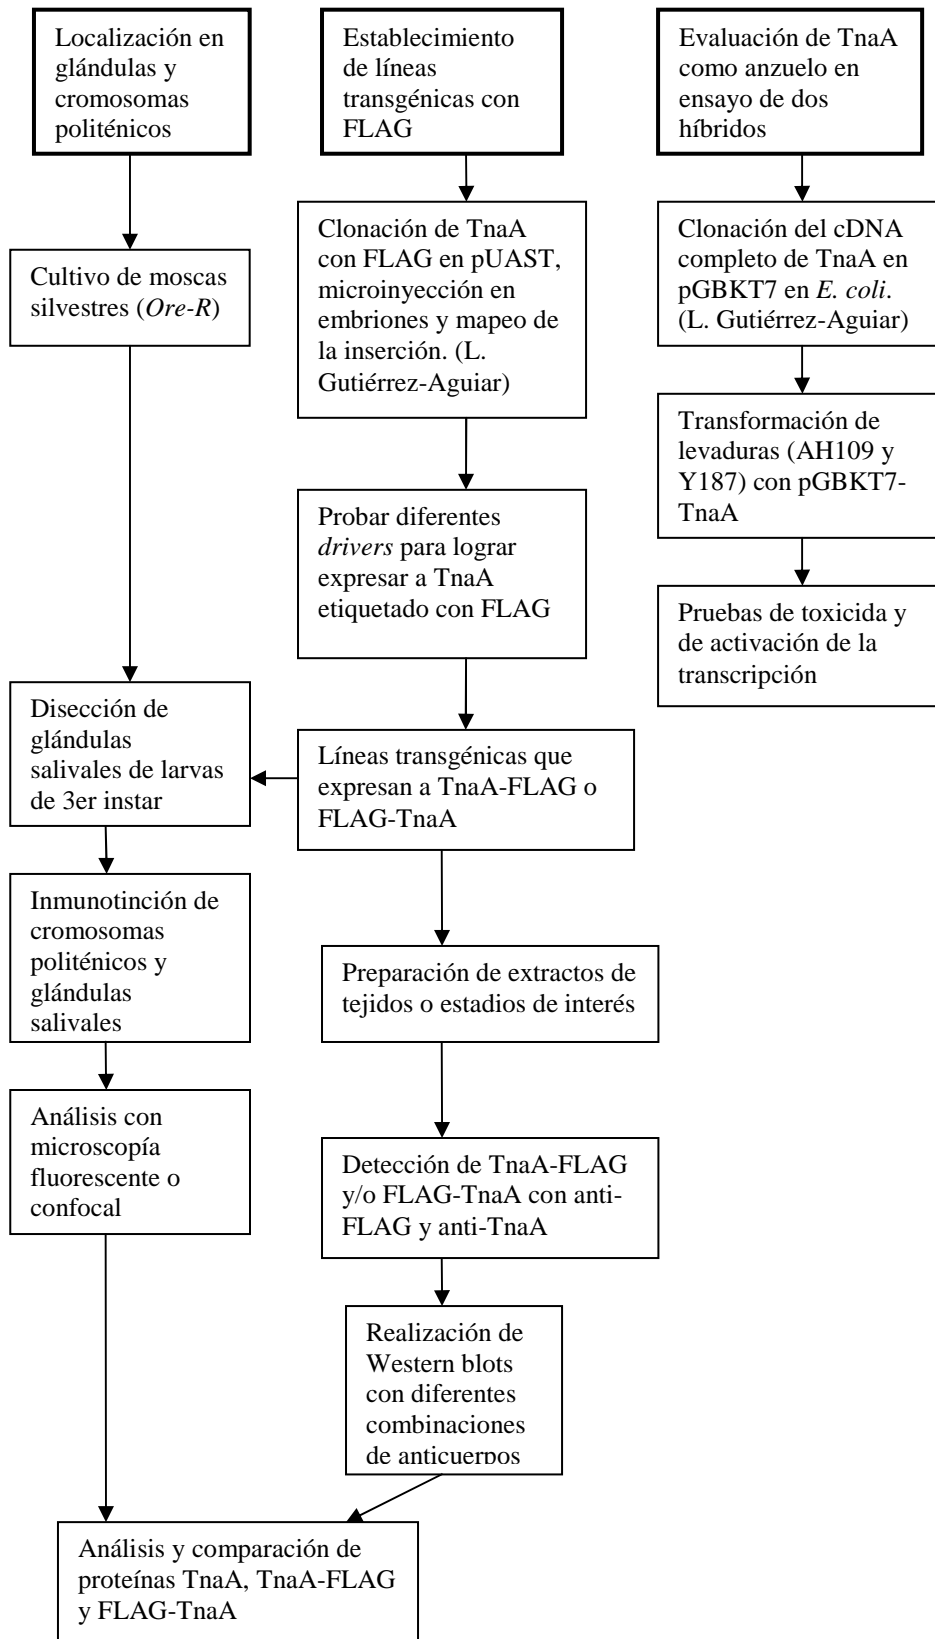 Localización en
glándulas y
cromosomas
politénicos
Cultivo de moscas
silvestres (Ore-R)
Disección de
glándulas
salivales de larvas
de 3er instar
Inmunotinción de
cromosomas
politénicos y
glándulas
salivales
Análisis con
microscopía
fluorescente o
confocal
Establecimiento
de líneas
transgénicas con
FLAG
Clonación de TnaA
con FLAG en pUAST,
microinyección en
embriones y mapeo de
la inserción. (L.
Gutiérrez-Aguiar)
Probar diferentes
drivers para lograr
expresar a TnaA
etiquetado con FLAG
Líneas transgénicas que
expresan a TnaA-FLAG o
FLAG-TnaA
Preparación de extractos de
tejidos o estadios de interés
Detección de TnaA-FLAG
y/o FLAG-TnaA con anti-
FLAG y anti-TnaA
Realización de
Western blots
con diferentes
combinaciones
de anticuerpos
Análisis y comparación de
proteínas TnaA, TnaA-FLAG
y FLAG-TnaA
Evaluación de TnaA
como anzuelo en
ensayo de dos
híbridos
Clonación del cDNA
completo de TnaA en
pGBKT7 en E. coli.
(L. Gutiérrez-Aguiar)
Transformación de
levaduras (AH109 y
Y187) con pGBKT7-
TnaA
Pruebas de toxicida y
de activación de la
transcripción